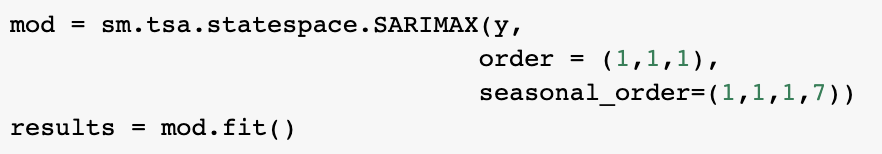 mod = sm.tsa.statespace.SARIMAX(y,
order = (1,1,1),
seasonal_order=(1,1,1,7))
results = mod.fit()